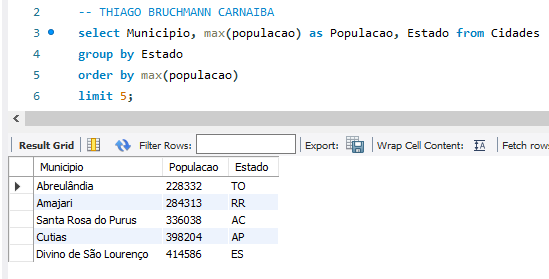 2 -- THIAGO BRUCHMANN CARNAIBA
3 select Municipio, max(populacao) as Populacao, Estado from Cidades
4 group by Estado
5 order by max(populacao)
6 limit 5;
Result Grid Filter Rows: Export: Wrap Cell Content: IA Fetch rows
Municipio Populacao Estado
Abreulândia 228332 TO
Amajari 284313 RR
Santa Rosa do Purus 336038 AC
Cutias 398204 AP
Divino de São Lourenço 414586 ES